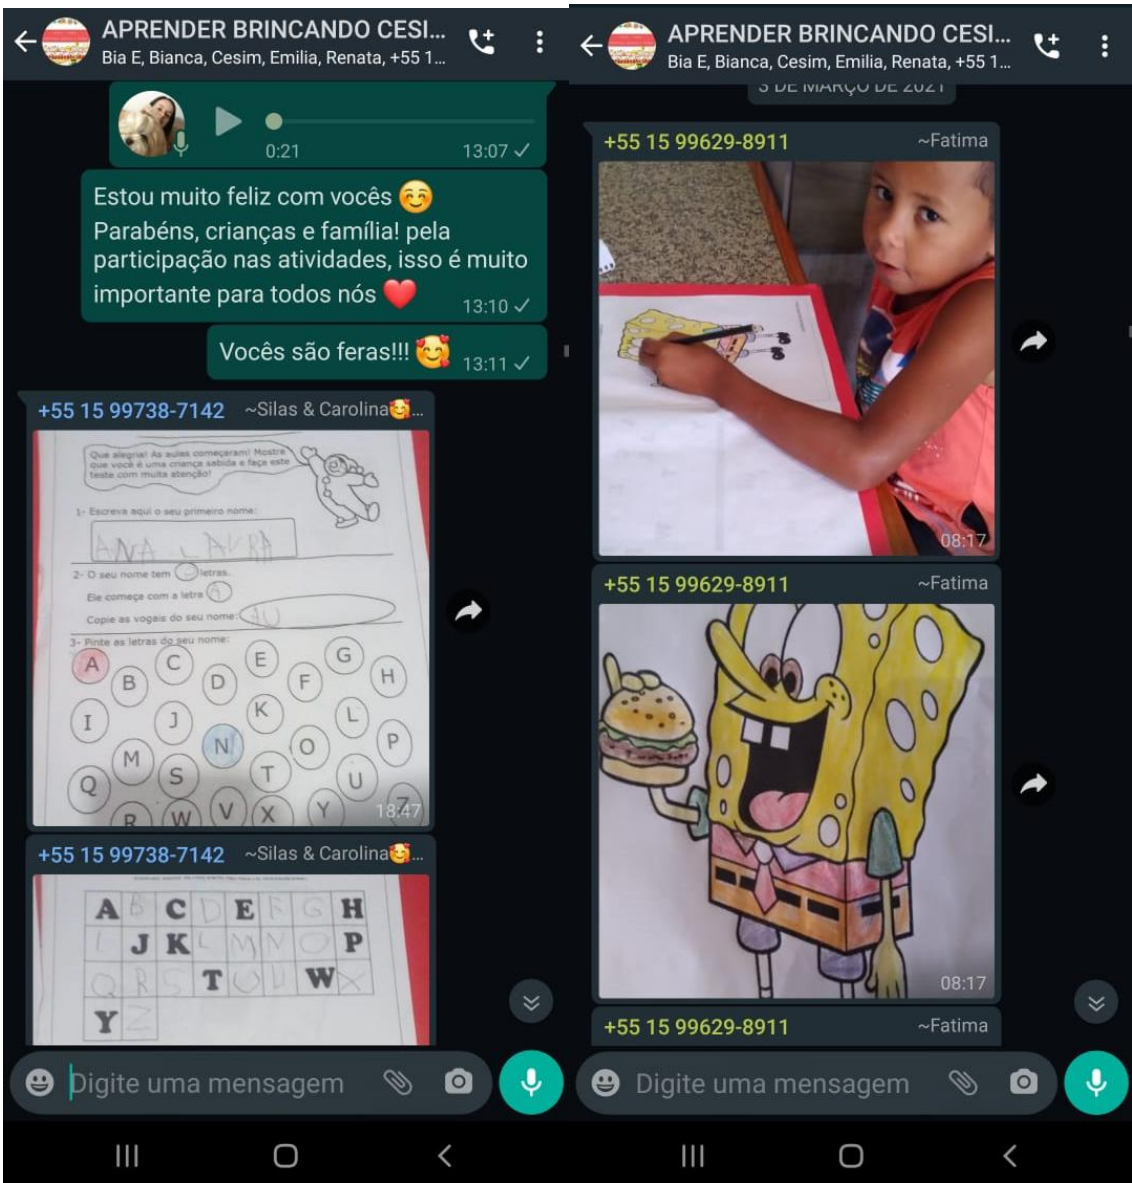 APRENDER BRINCANDO CESI...
Bia E, Bianca, Cesim, Emilia, Renata, +55 1...
0:21
13:07
Estou muito feliz com vocês ☺️
Parabéns, crianças e família! pela
participação nas atividades, isso é muito
importante para todos nós ❤️
13:10
Vocês são feras!!! 🥰
13:11
+55 15 99738-7142 ~Silas & Carolina🥰...
Que alegria! As aulas começaram! Mostre
que você é uma criança sabida e faça este
teste com muita atenção!
1- Escreva aqui o seu primeiro nome:
ANA LAVRA
2- O seu nome tem letras.
Ele começa com a letra A
Copie as vogais do seu nome: AU
3- Pinte as letras do seu nome:
A B C D E F G H
I J K L
M N O P
Q S T U
R W V X Y Z
18:47
+55 15 99738-7142 ~Silas & Carolina🥰...
A B C D E F G H
I J K L M N O P
Q R S T U W X
Y Z
Digite uma mensagem
APRENDER BRINCANDO CESI...
Bia E, Bianca, Cesim, Emilia, Renata, +55 1...
3 DE MARÇO DE 2021
+55 15 99629-8911 ~Fatima
08:17
+55 15 99629-8911 ~Fatima
08:17
+55 15 99629-8911 ~Fatima
Digite uma mensagem